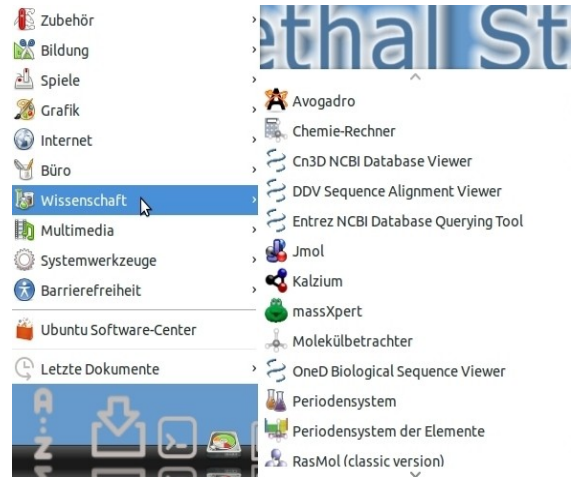 Zubehör
Bildung
Spiele
Grafik
Internet
Büro
Wissenschaft
Multimedia
Systemwerkzeuge
Barrierefreiheit
Ubuntu Software-Center
Letzte Dokumente
A
Z
ethal St
Avogadro
Chemie-Rechner
Cn3D NCBI Database Viewer
DDV Sequence Alignment Viewer
Entrez NCBI Database Querying Tool
Jmol
Kalzium
massXpert
Molekülbetrachter
OneD Biological Sequence Viewer
Periodensystem
Periodensystem der Elemente
RasMol (classic version)